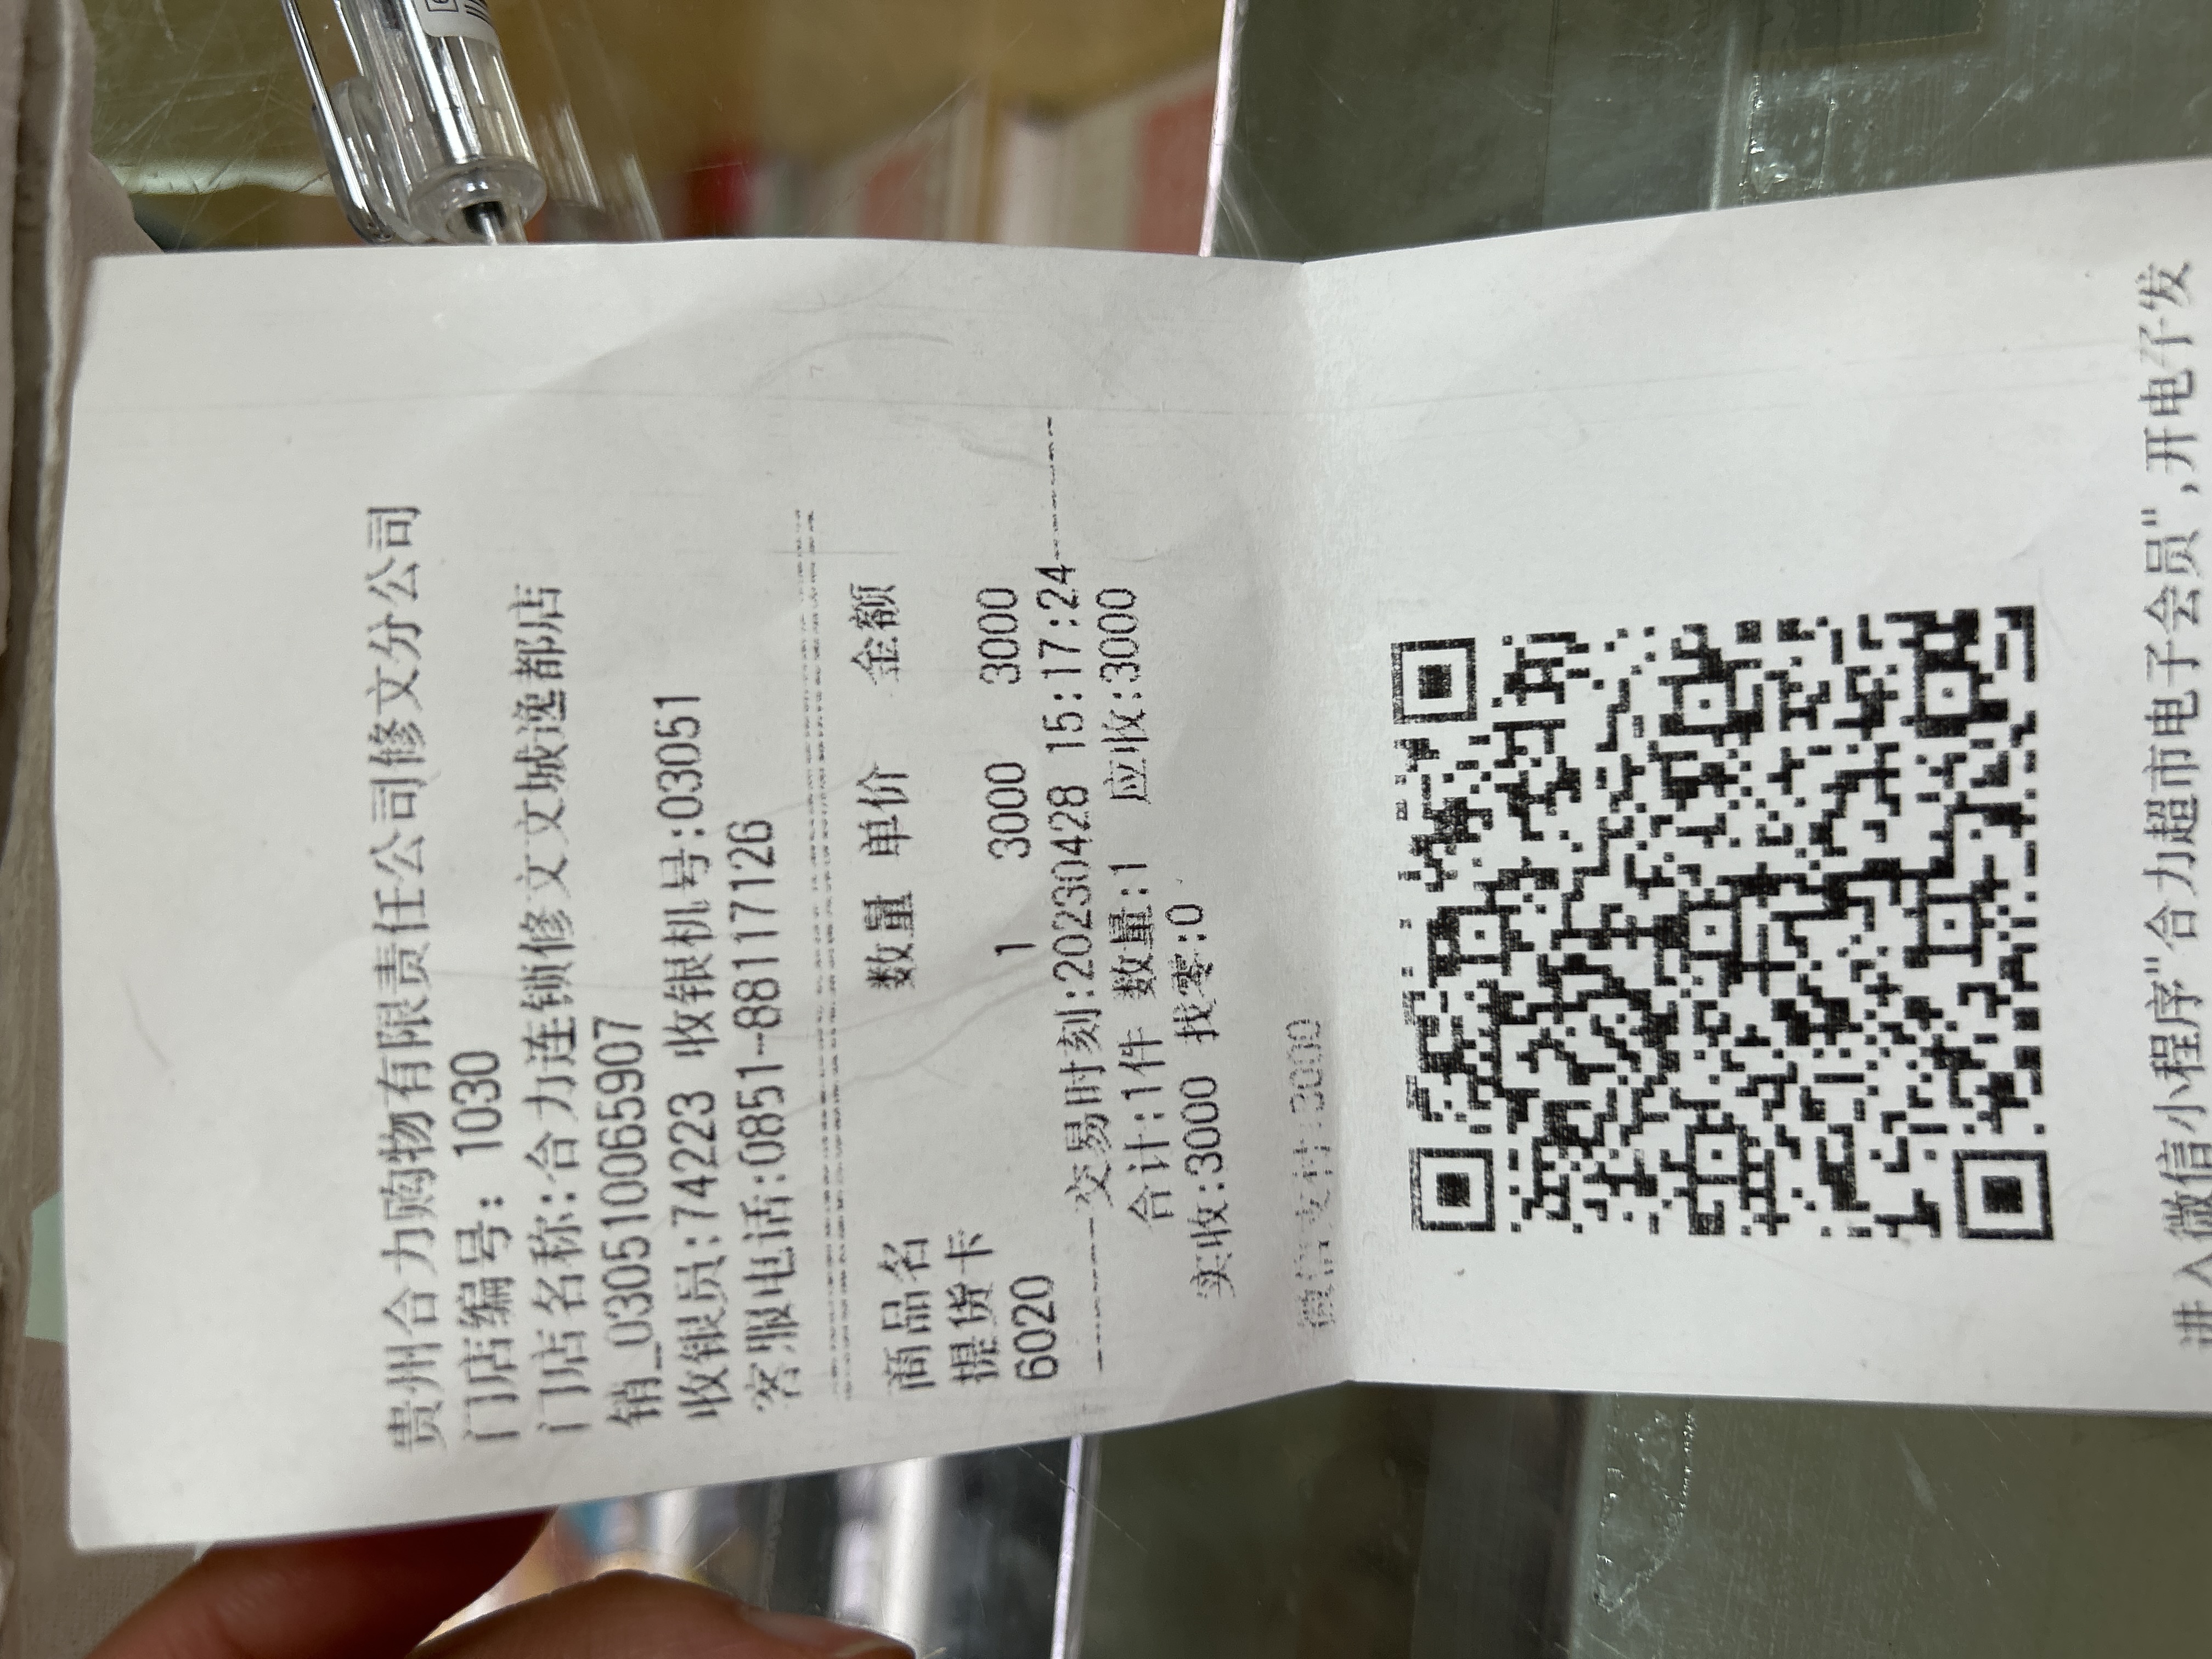 贵州合力购物有限责任公司修文分公司
门店编号: 1030
门店名称:合力连锁修文文城逸都店
销_030510065907
收银员:74223 收银机号:03051
客服电话:0851-88117126
商品名 数量 单价 金额
提货卡
6020 1 3000 3000
交易时刻:20230428 15:17:24
合计:1件 数量:1 应收:3000
实收:3000 找零:0
微信支付:3000
进入微信小程序"合力超市电子会员",开电子发